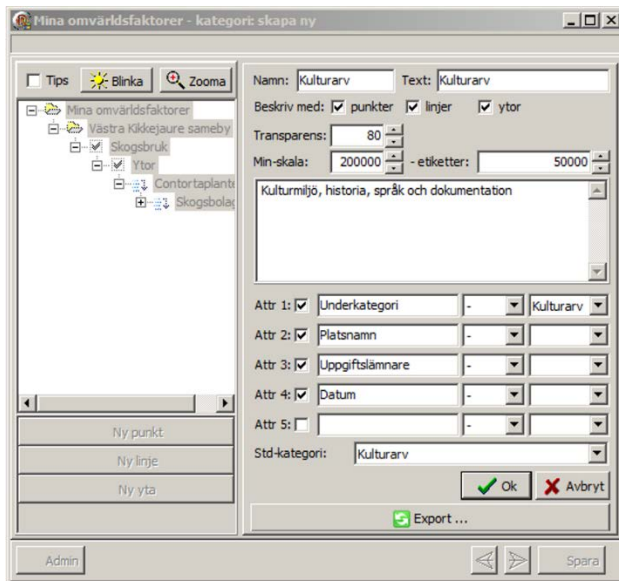 Mina omvärldsfaktorer - kategori: skapa ny
Tips Blinka Zooma
Mina omvärldsfaktorer
Västra Kikkejaure sameby
Skogsbruk
Ytor
Contortaplante
Skogsbolag
Ny punkt
Ny linje
Ny yta
Namn: Kulturarv Text: Kulturarv
Beskriv med: punkter linjer ytor
Transparens: 80
Min-skala: 200000 - etiketter: 50000
Kulturmiljö, historia, språk och dokumentation
Attr 1: Underkategori - Kulturarv
Attr 2: Platsnamn -
Attr 3: Uppgiftslämnare -
Attr 4: Datum -
Attr 5: -
Std-kategori: Kulturarv
Ok Avbryt
Export ...
Admin Spara